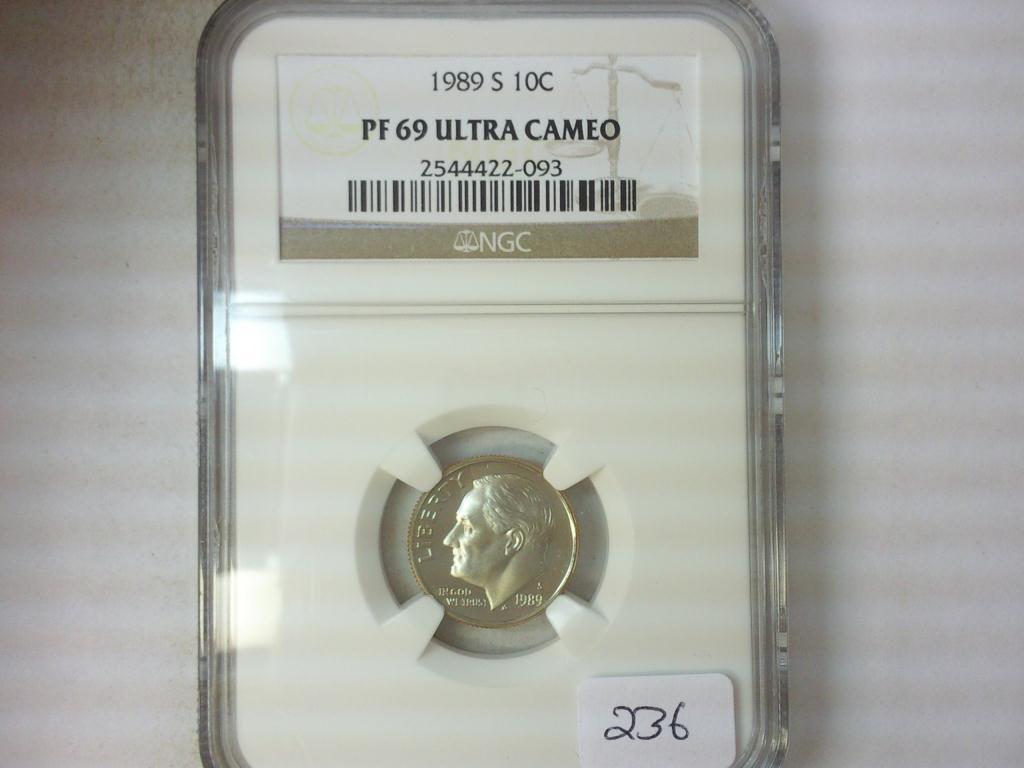 1989 S 10C
PF 69 ULTRA CAMEO
2544422-093
NGC
LIBERTY
IN GOD
WE TRUST
S
1989
236